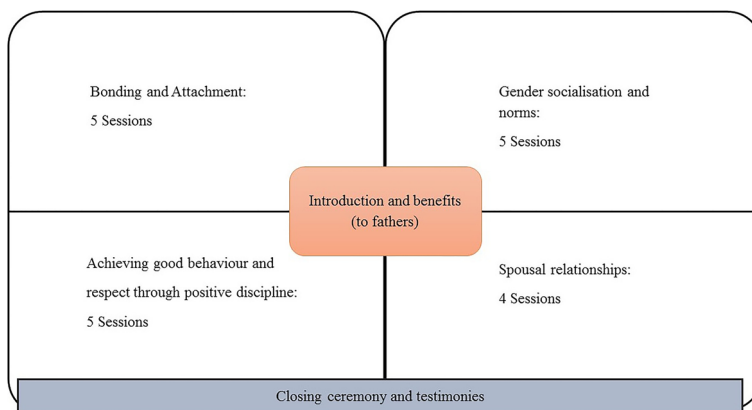 Bonding and Attachment:
5 Sessions
Gender socialisation and
norms:
5 Sessions
Introduction and benefits
(to fathers)
Achieving good behaviour and
respect through positive discipline:
5 Sessions
Spousal relationships:
4 Sessions
Closing ceremony and testimonies